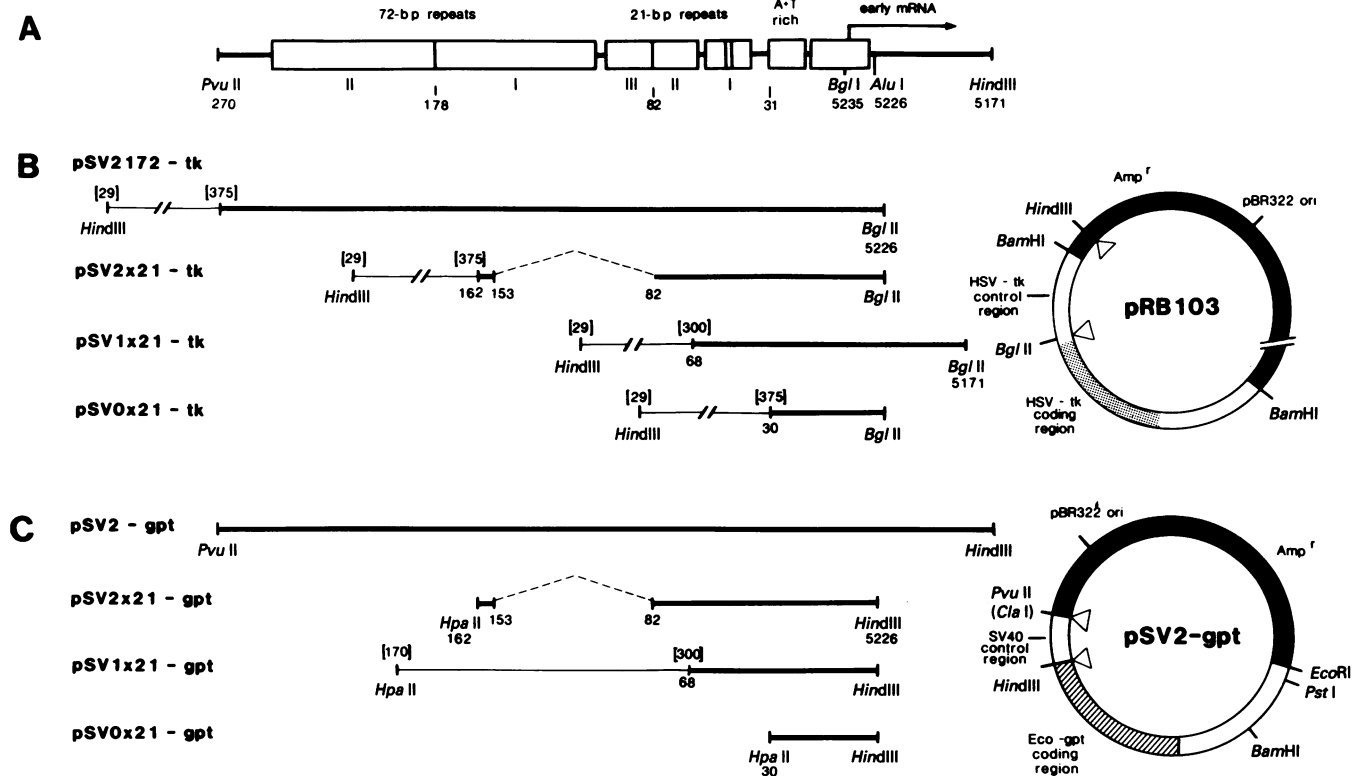 A
72-bp repeats
21-bp repeats
A+T
rich
early mRNA
Pvu II
270
II
178
I
III
82
II
I
31
Bgl I
5235
Alu I
5226
HindIII
5171
B
pSV2172 - tk
[29]
[375]
HindIII
Bgl II
5226
pSV2x21 - tk
[29]
[375]
HindIII
162
153
82
Bgl II
pSV1x21 - tk
[29]
[300]
HindIII
68
Bgl II
5171
pSV0x21 - tk
[29]
[375]
HindIII
30
Bgl II
Amp r
pBR322 ori
HindIII
BamHI
HSV - tk
control
region
pRB103
Bgl II
HSV - tk
coding
region
BamHI
C
pSV2 - gpt
Pvu II
HindIII
pSV2x21 - gpt
Hpa II
162
153
82
HindIII
5226
pSV1x21 - gpt
[170]
[300]
Hpa II
68
HindIII
pSV0x21 - gpt
Hpa II
30
HindIII
pBR322 ori
Amp r
Pvu II
(Cla I)
SV40
control
region
pSV2-gpt
HindIII
EcoRI
Pst I
BamHI
Eco -gpt
coding
region